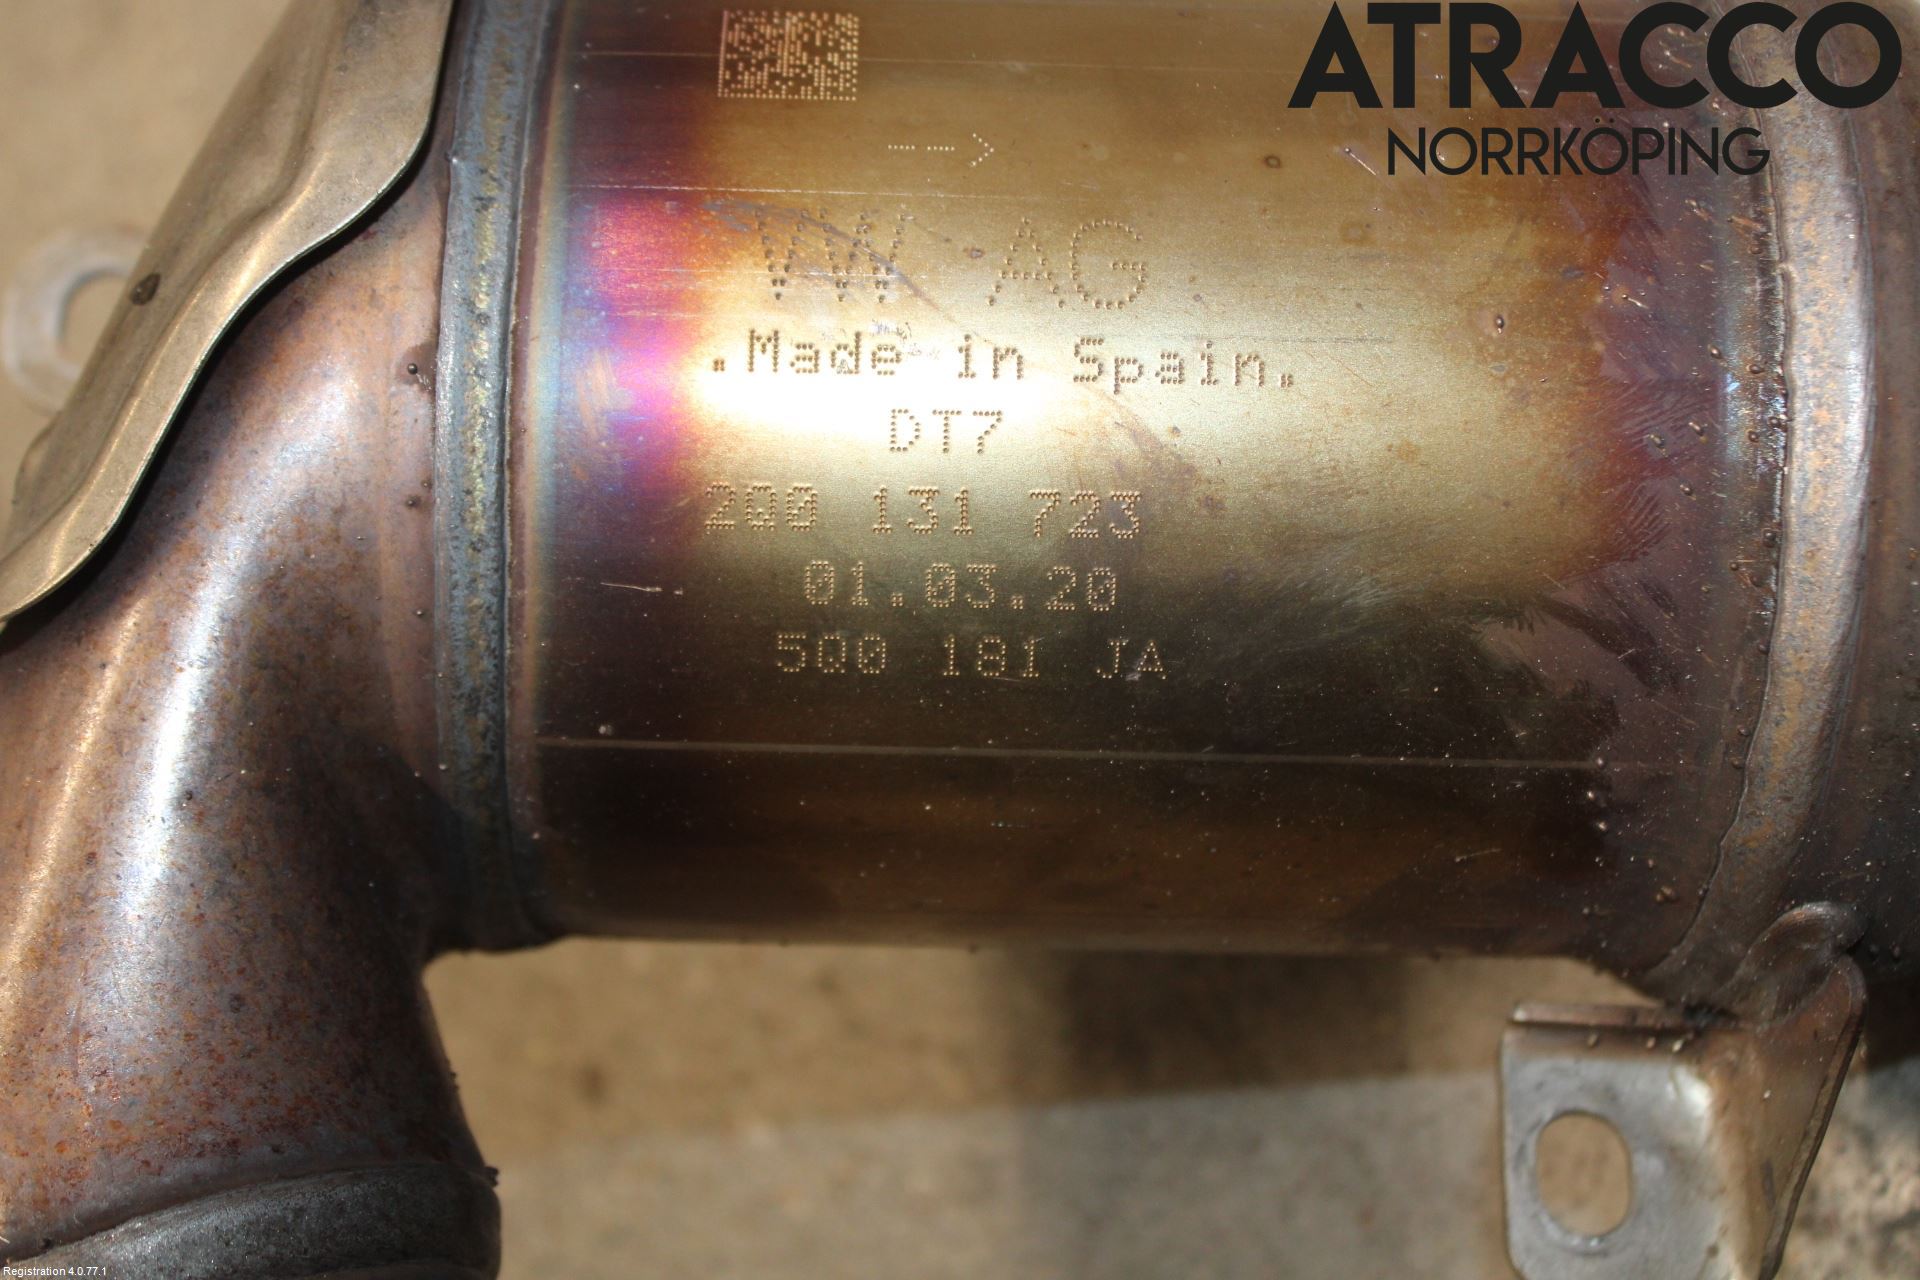 ATRACCO
NORRKÖPING
VW AG
.Made in Spain.
DT7
2Q0 131 723
01.03.20
5Q0 181 JA
Registration 4.0.77.1